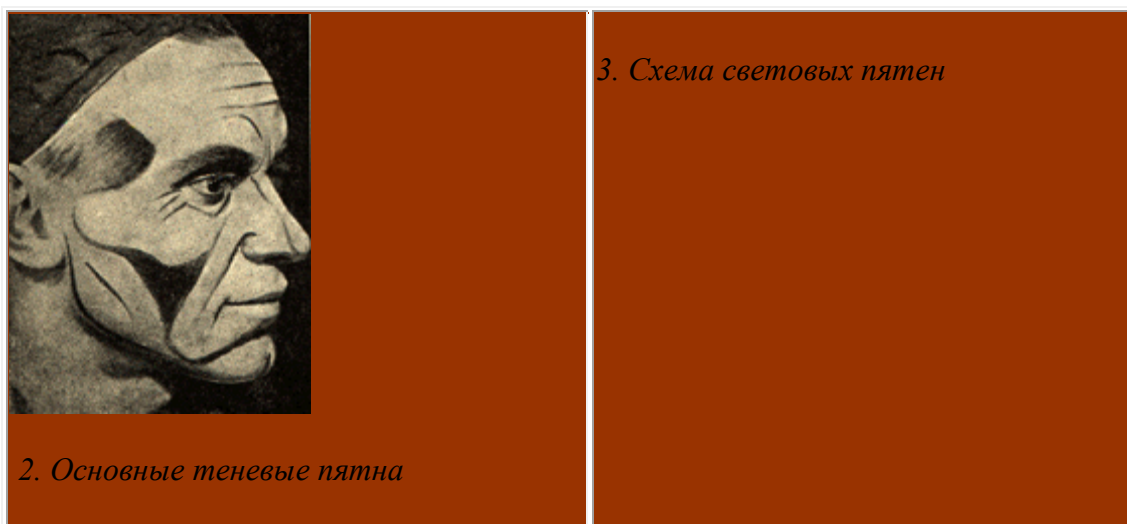 3. Схема световых пятен
2. Основные теневые пятна